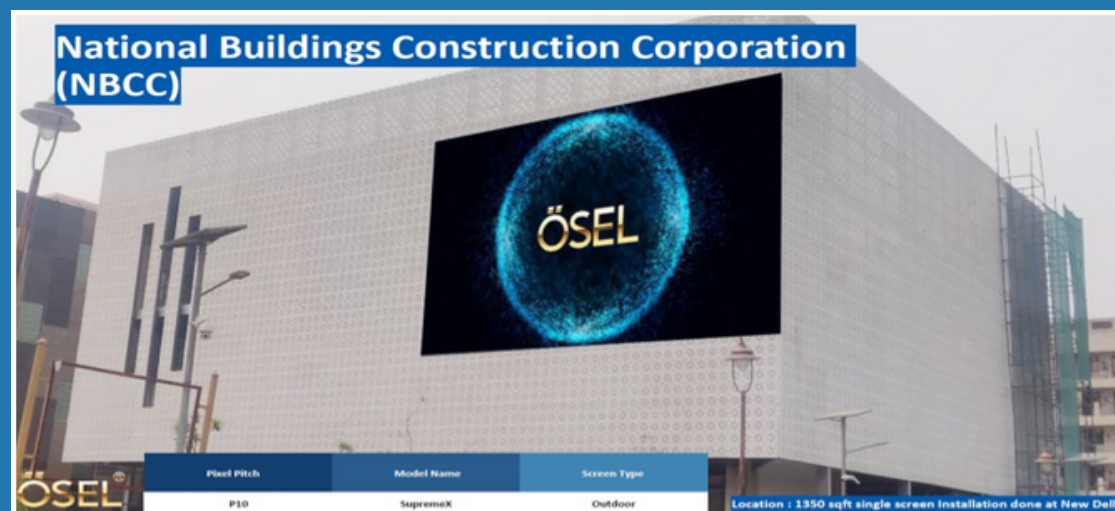 National Buildings Construction Corporation
(NBCC)
ÖSEL
Pixel Pitch Model Name Screen Type
P10 SupremeX Outdoor
ÖSEL
Location : 1350 sqft single screen Installation done at New Delh